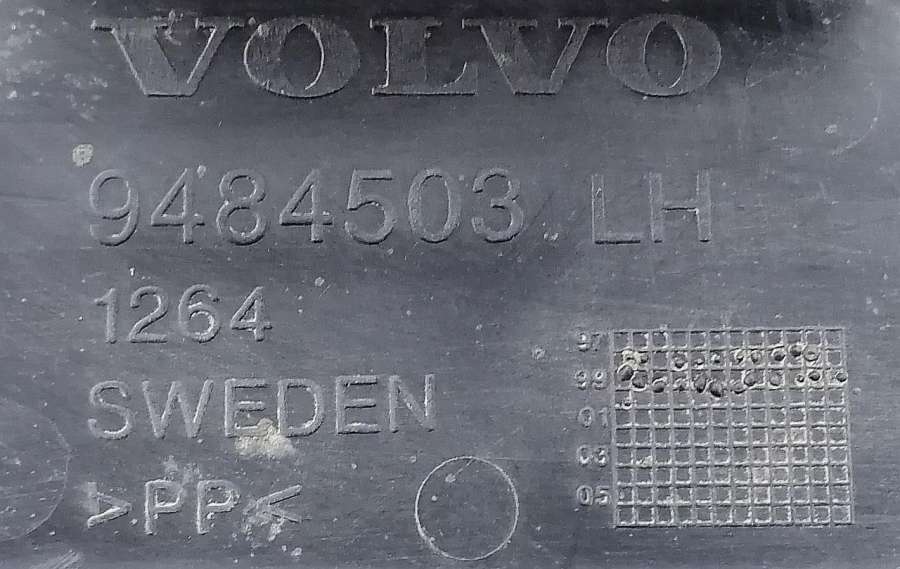 VOLVO
9484503 LH
1264
SWEDEN
>PP<
97
99
01
03
05